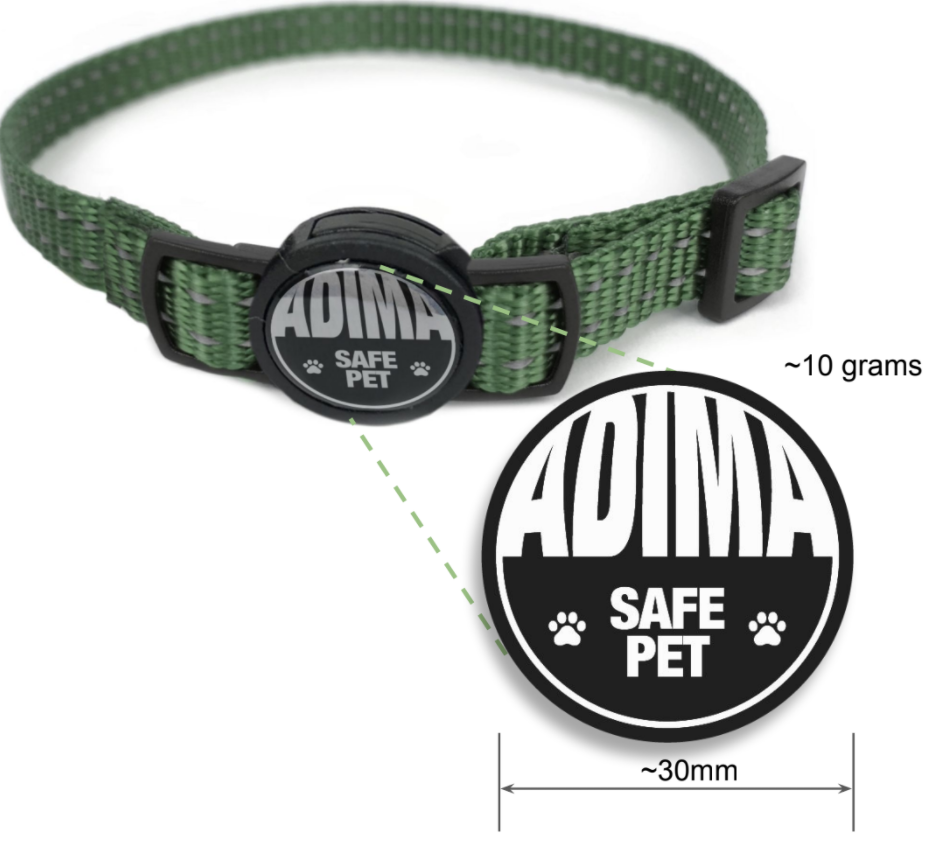 ADIMA
SAFE
PET
~10 grams
ADIMA
SAFE
PET
~30mm